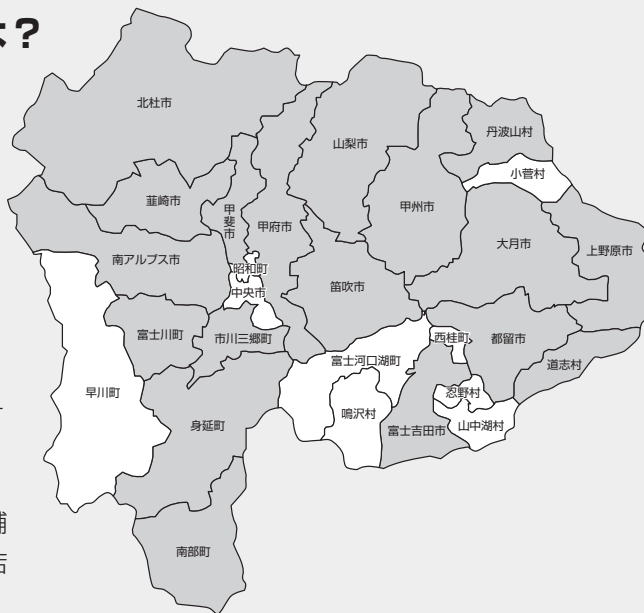 ？
北杜市
丹波山村
山梨市
小菅村
韮崎市
甲州市
甲斐市
甲府市
大月市
上野原市
南アルプス市
昭和町
笛吹市
中央市
富士川町
市川三郷町
西桂町
都留市
富士河口湖町
道志村
早川町
忍野村
鳴沢村
身延町
富士吉田市
山中湖村
南部町